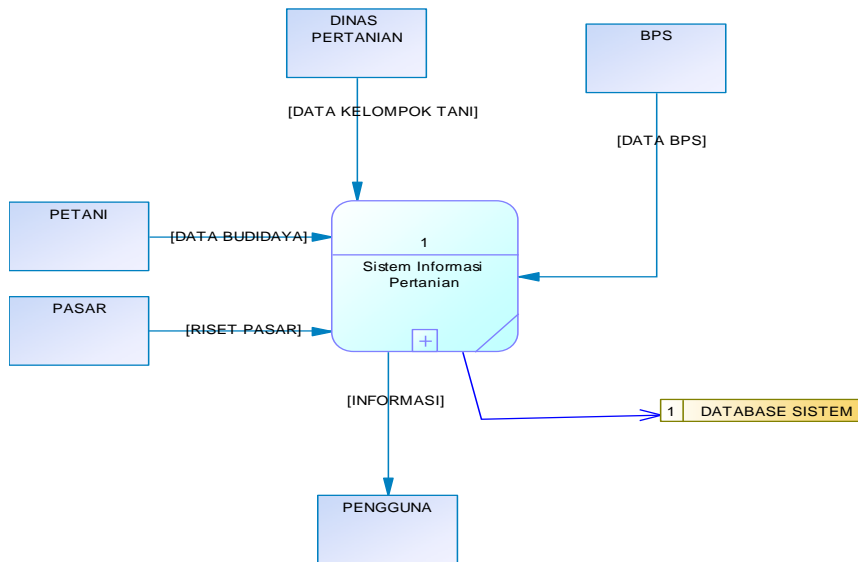 DINAS
PERTANIAN
BPS
[DATA KELOMPOK TANI]
[DATA BPS]
PETANI
[DATA BUDIDAYA]
1
Sistem Informasi
Pertanian
PASAR
[RISET PASAR]
[INFORMASI]
1 DATABASE SISTEM
PENGGUNA